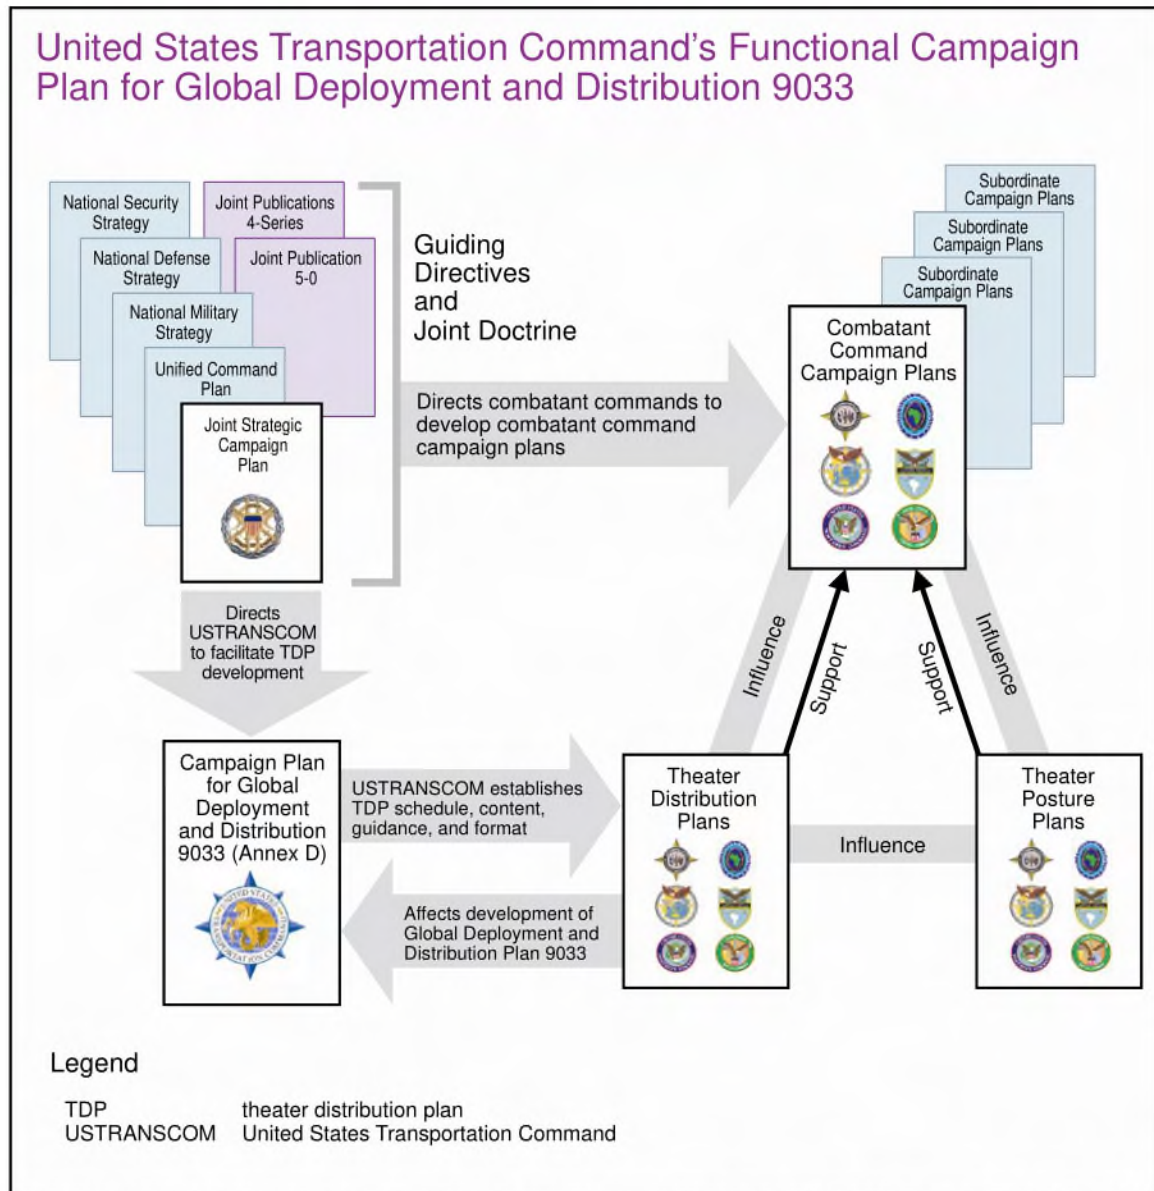 United States Transportation Command's Functional Campaign
Plan for Global Deployment and Distribution 9033
National Security
Strategy
National Defense
Strategy
National Military
Strategy
Unified Command
Plan
Joint Strategic
Campaign
Plan
Joint Publications
4-Series
Joint Publication
5-0
Guiding
Directives
and
Joint Doctrine
Directs combatant commands to
develop combatant command
campaign plans
Subordinate
Campaign Plans
Subordinate
Campaign Plans
Subordinate
Campaign Plans
Combatant
Command
Campaign Plans
Directs
USTRANSCOM
to facilitate TDP
development
Influence
Support
Support
Influence
Campaign Plan
for Global
Deployment
and Distribution
9033 (Annex D)
USTRANSCOM establishes
TDP schedule, content,
guidance, and format
Affects development of
Global Deployment and
Distribution Plan 9033
Theater
Distribution
Plans
Influence
Theater
Posture
Plans
Legend
TDP theater distribution plan
USTRANSCOM United States Transportation Command